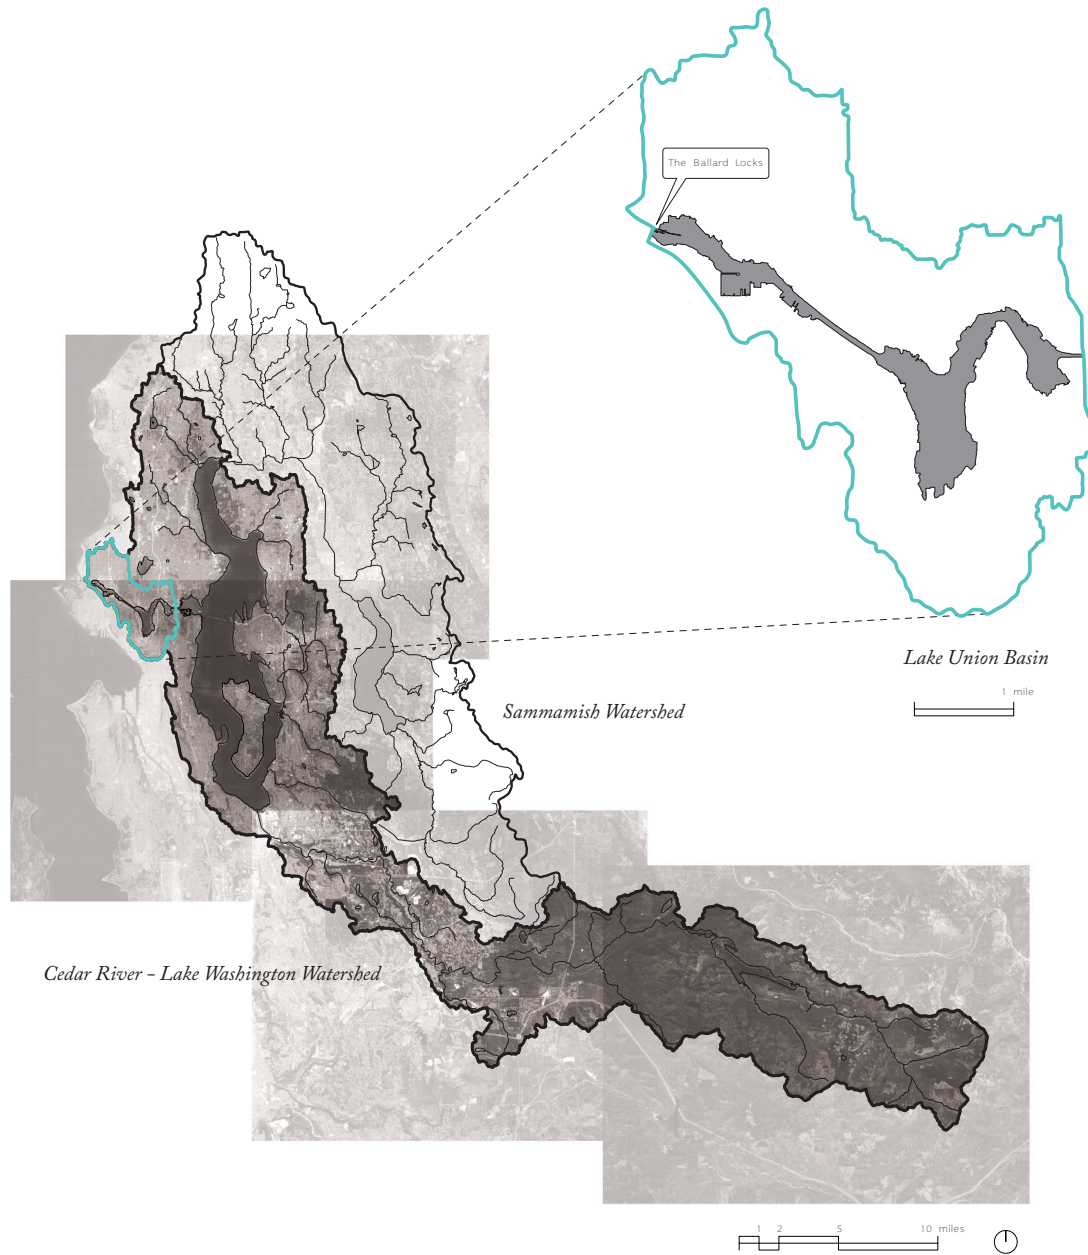 The Ballard Locks
Lake Union Basin
1 mile
Sammamish Watershed
Cedar River - Lake Washington Watershed
1 2 5 10 miles